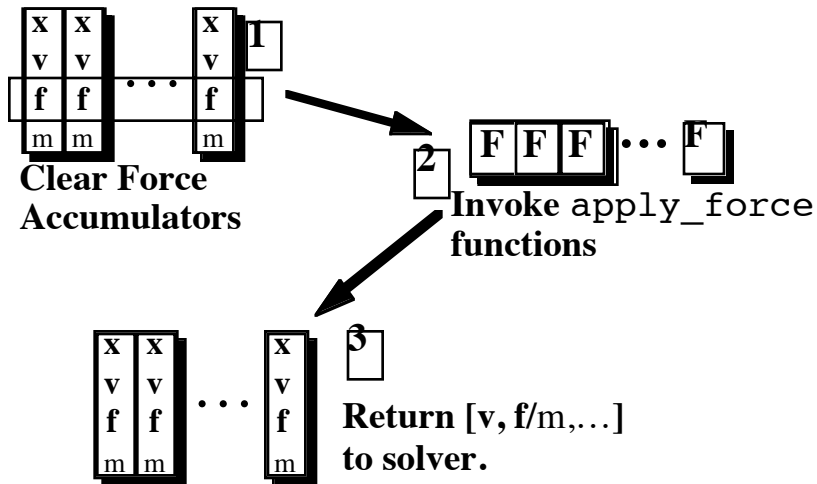 x x x 1
v v v
f f ... f
m m m
Clear Force
Accumulators
2
F F F ... F
Invoke apply_force
functions
3
x x x
v v v
f f ... f
m m m
Return [v, f/m,...]
to solver.